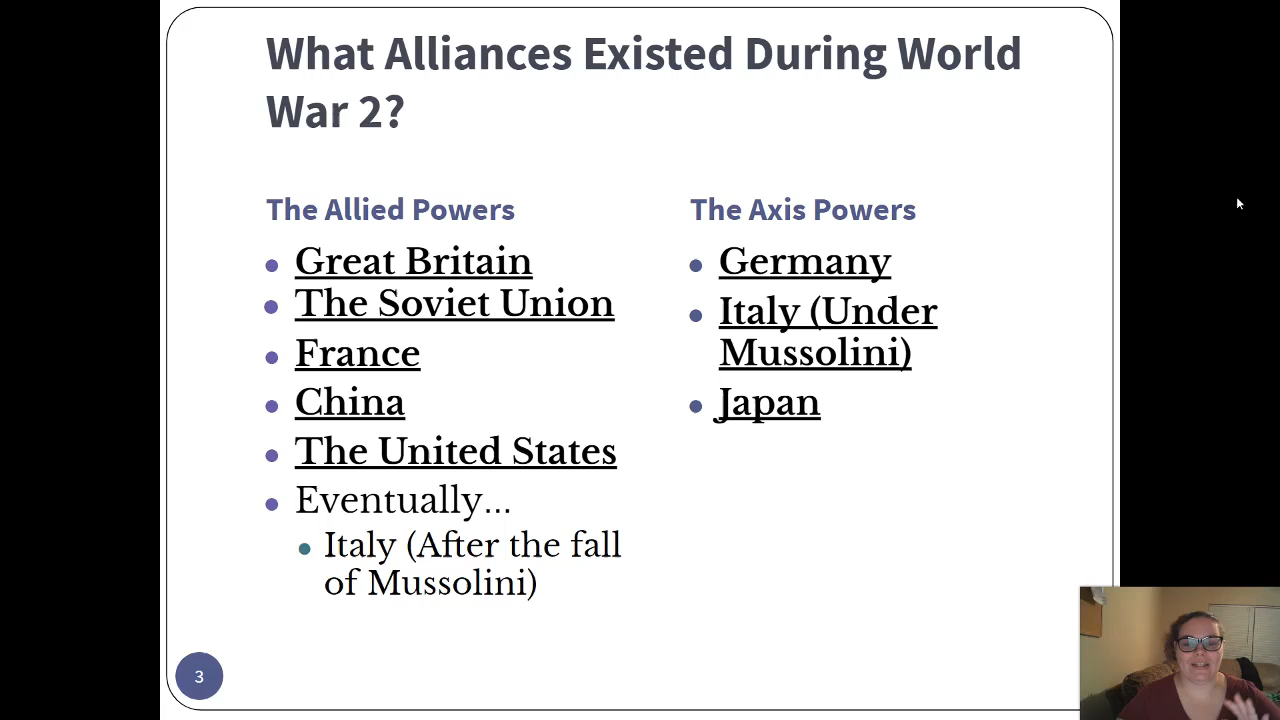 What Alliances Existed During World
War 2?
The Allied Powers
Great Britain
The Soviet Union
France
China
The United States
Eventually...
Italy (After the fall
of Mussolini)
The Axis Powers
Germany
Italy (Under
Mussolini)
Japan
3